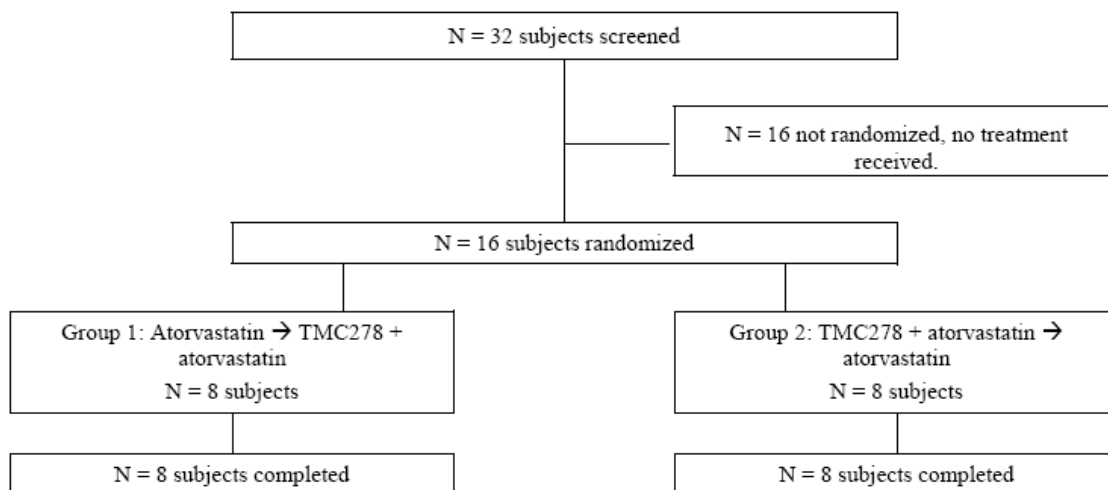 N = 32 subjects screened
N = 16 not randomized, no treatment
received.
N = 16 subjects randomized
Group 1: Atorvastatin → TMC278 +
atorvastatin
N = 8 subjects
Group 2: TMC278 + atorvastatin →
atorvastatin
N = 8 subjects
N = 8 subjects completed
N = 8 subjects completed